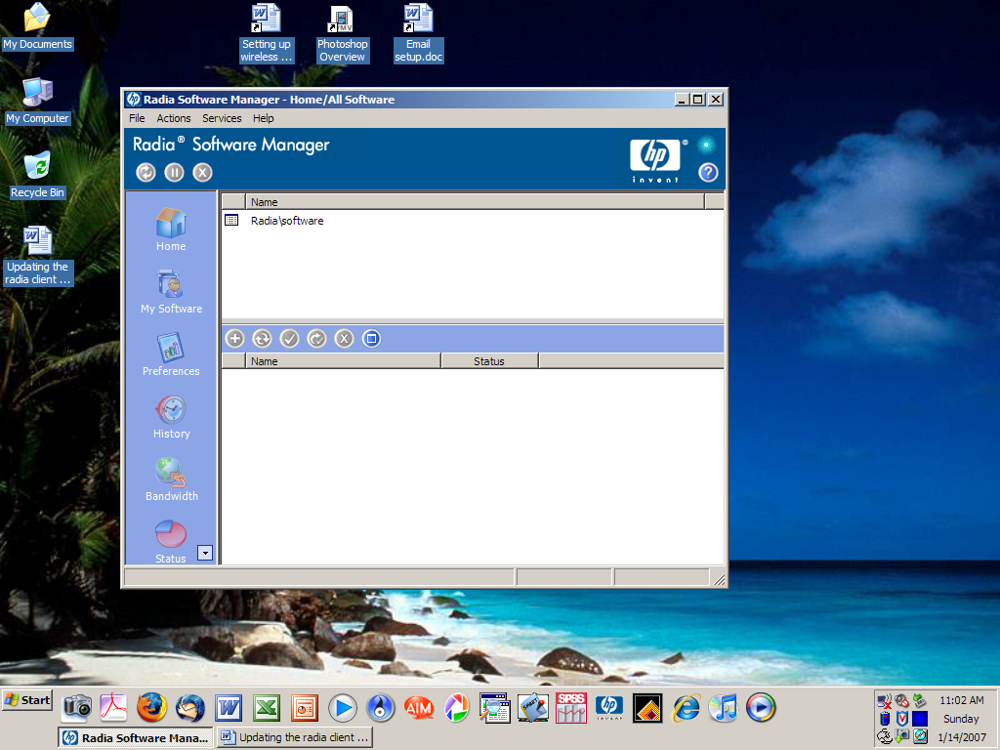 My Documents
My Computer
Recycle Bin
Updating the
radia client ...
Setting up
wireless ...
Photoshop
Overview
Email
setup.doc
Radia Software Manager - Home/All Software
File Actions Services Help
Radia® Software Manager
hp
®
invent
?
Home
My Software
Preferences
History
Bandwidth
Status
Name
Radia\software
Name Status
Start
AIM
SPSS
hp
invent
11:02 AM
Sunday
1/14/2007
Radia Software Mana...
Updating the radia client ...